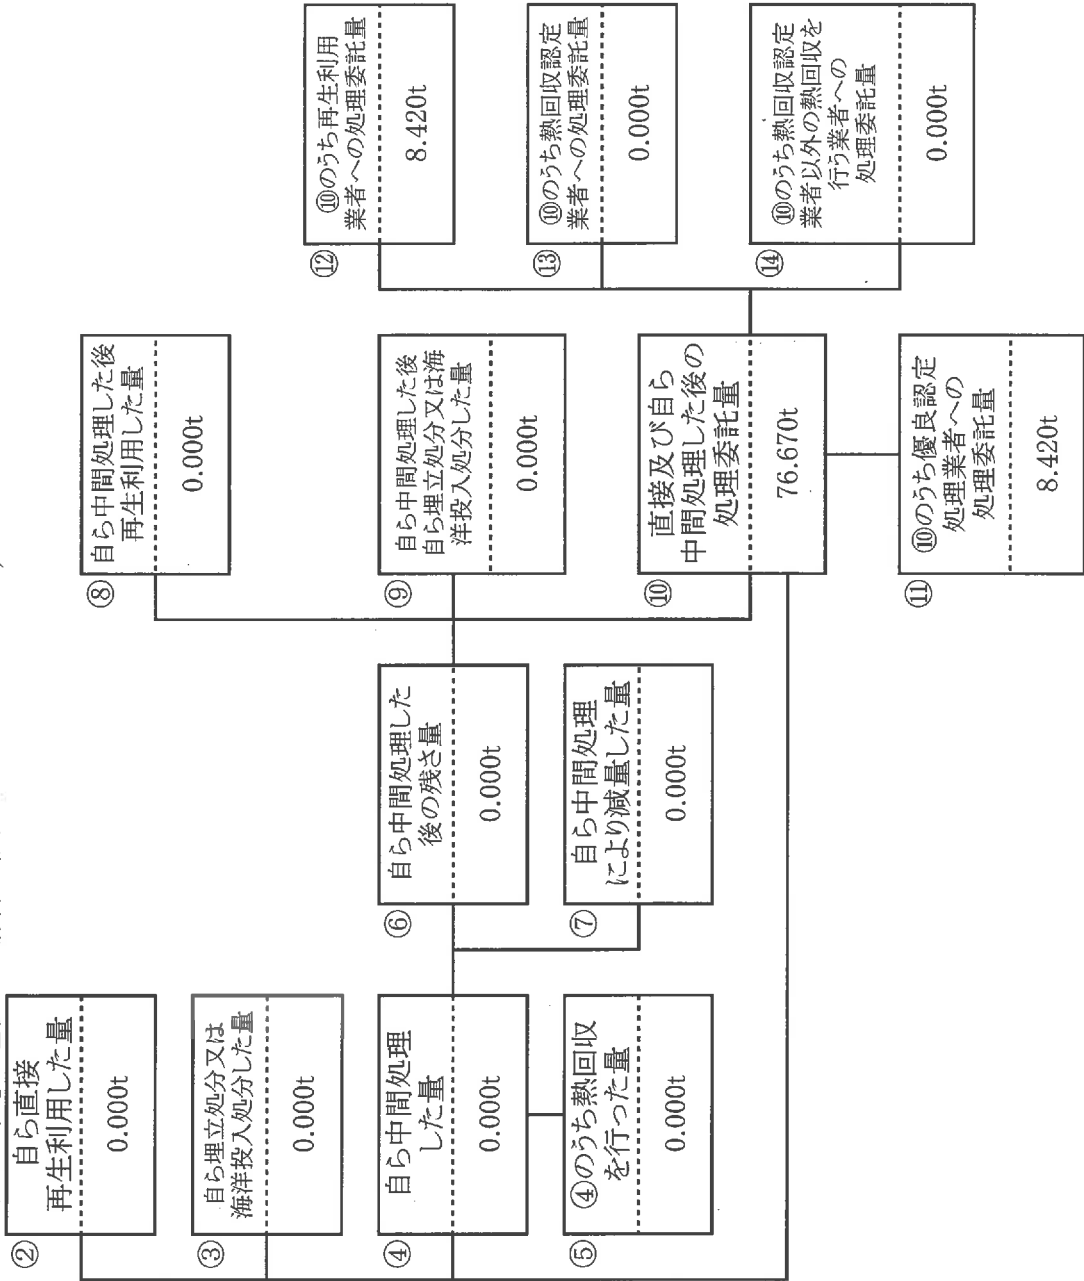 ②
自ら直接
再生利用した量
0.000t
③
自ら埋立処分又は
海洋投入処分した量
0.000t
④
自ら中間処理
した量
0.000t
⑤
④のうち熱回収
を行った量
0.000t
⑥
自ら中間処理した
後の残さ量
0.000t
⑦
自ら中間処理
により減量した量
0.000t
⑧
自ら中間処理した後
再生利用した量
0.000t
⑨
自ら中間処理した後
自ら埋立処分又は海
洋投入処分した量
0.000t
⑩
直接及び自ら
中間処理した後の
処理委託量
76.670t
⑪
⑩のうち優良認定
処理業者への
処理委託量
8.420t
⑫
⑩のうち再生利用
業者への処理委託量
8.420t
⑬
⑩のうち熱回収認定
業者への処理委託量
0.000t
⑭
⑩のうち熱回収認定
業者以外の熱回収を
行う業者への
処理委託量
0.000t